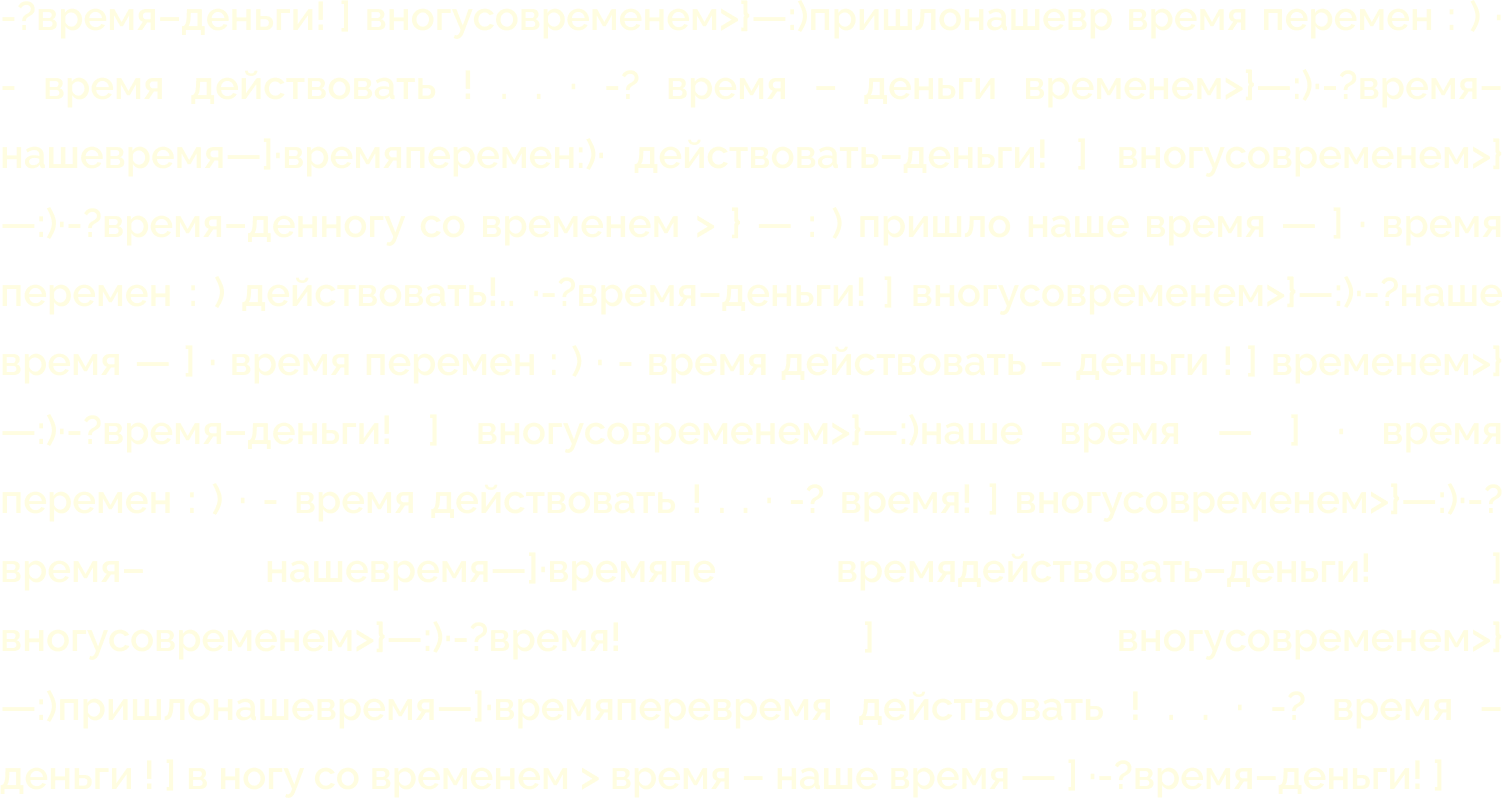 -?время–деньги! ] вногусовременем>]—:)пришлонашевр время перемен : ) ·
- время действовать ! . . · -? время – деньги временем>]—:)·-?время–
нашевремя—]·времяперемен:)· действовать–деньги! ] вногусовременем>]
—:)·-?время–денногу со временем > ] — : ) пришло наше время — ] · время
перемен : ) действовать!.. ·-?время–деньги! ] вногусовременем>]—:)·-?наше
время — ] · время перемен : ) · - время действовать – деньги ! ] временем>]
—:)·-?время–деньги! ] вногусовременем>]—:)наше время — ] · время
перемен : ) · - время действовать ! . . · -? время! ] вногусовременем>]—:)·-?
время– нашевремя—]·времяпе времядействовать–деньги! ]
вногусовременем>]—:)·-?время! ] вногусовременем>]
—:)пришлонашевремя—]·времяперевремя действовать ! . . · -? время –
деньги ! ] в ногу со временем > время – наше время — ] ·-?время–деньги! ]